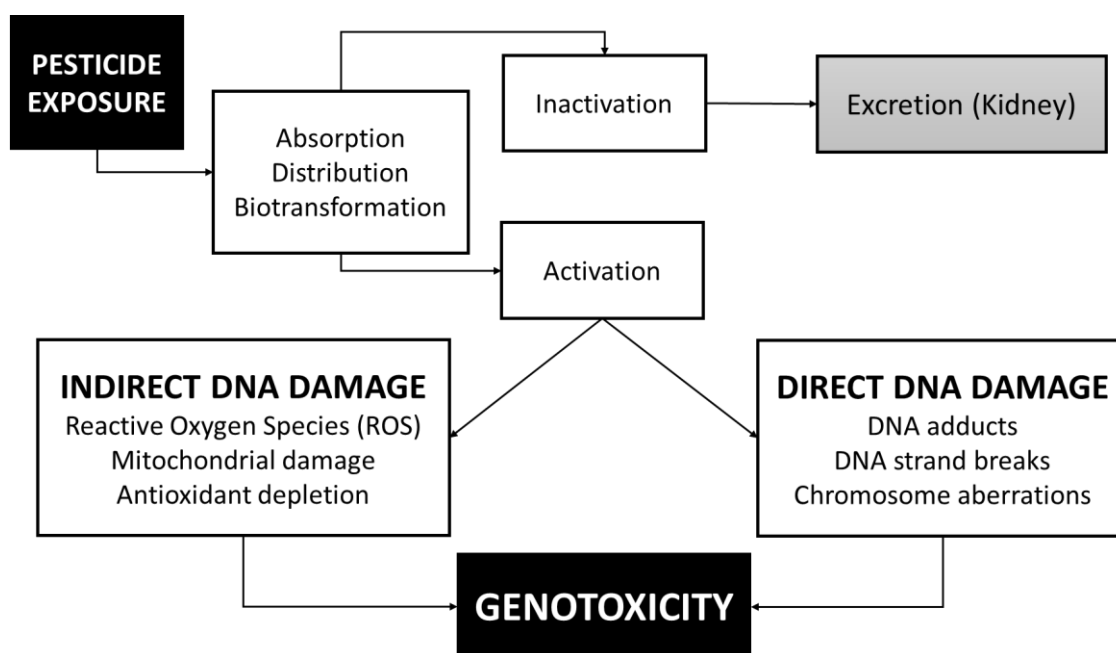 PESTICIDE
EXPOSURE
Absorption
Distribution
Biotransformation
Inactivation
Excretion (Kidney)
Activation
INDIRECT DNA DAMAGE
Reactive Oxygen Species (ROS)
Mitochondrial damage
Antioxidant depletion
DIRECT DNA DAMAGE
DNA adducts
DNA strand breaks
Chromosome aberrations
GENOTOXICITY